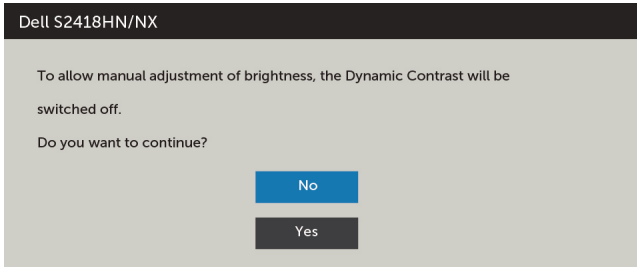 Dell S2418HN/NX
To allow manual adjustment of brightness, the Dynamic Contrast will be
switched off.
Do you want to continue?
No
Yes